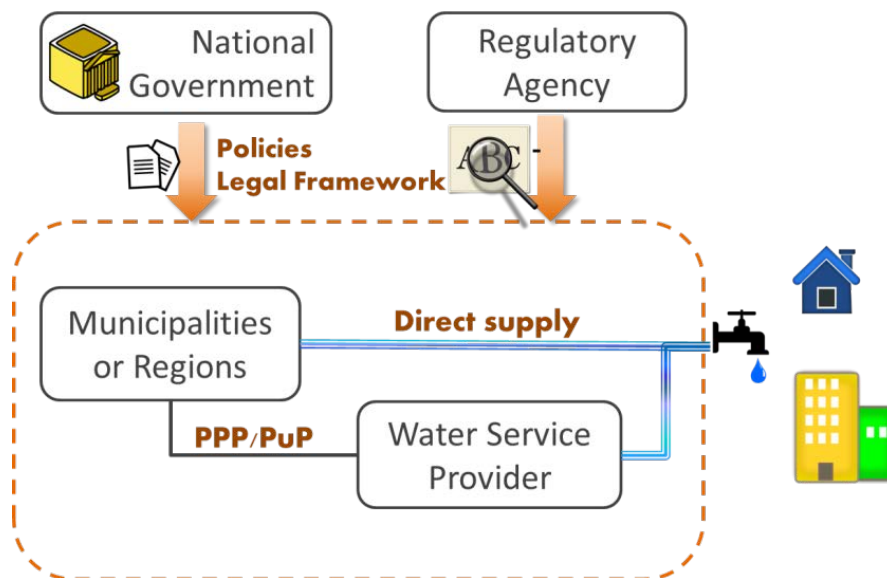 National
Government
Regulatory
Agency
Policies
Legal Framework
ABC
-
Municipalities
or Regions
Direct supply
PPP/PuP
Water Service
Provider